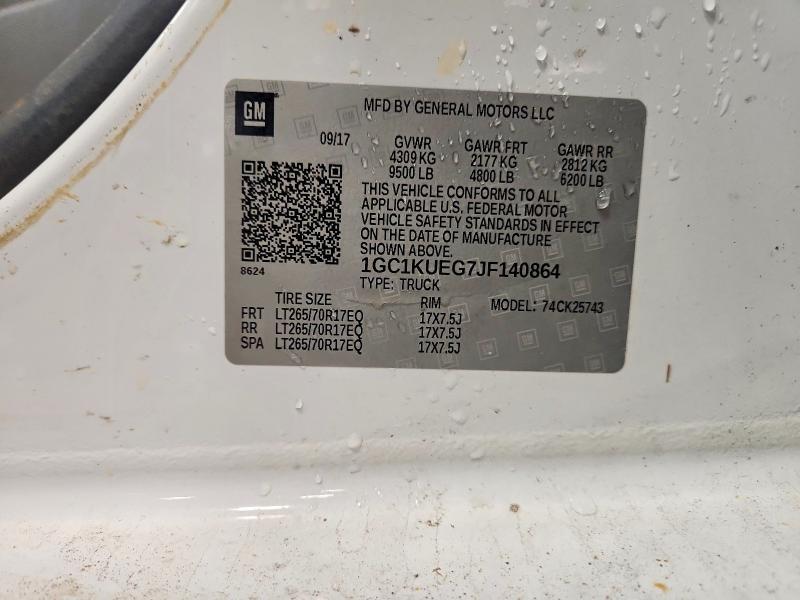 GM
MFD BY GENERAL MOTORS LLC
09/17 GVWR GAWR FRT GAWR RR
4309 KG 2177 KG 2812 KG
9500 LB 4800 LB 6200 LB
THIS VEHICLE CONFORMS TO ALL
APPLICABLE U.S. FEDERAL MOTOR
VEHICLE SAFETY STANDARDS IN EFFECT
ON THE DATE OF MANUFACTURE
SHOWN ABOVE.
8624
1GC1KUEG7JF140864
TYPE: TRUCK
TIRE SIZE RIM MODEL: 74CK25743
FRT LT265/70R17EQ 17X7.5J
RR LT265/70R17EQ 17X7.5J
SPA LT265/70R17EQ 17X7.5J